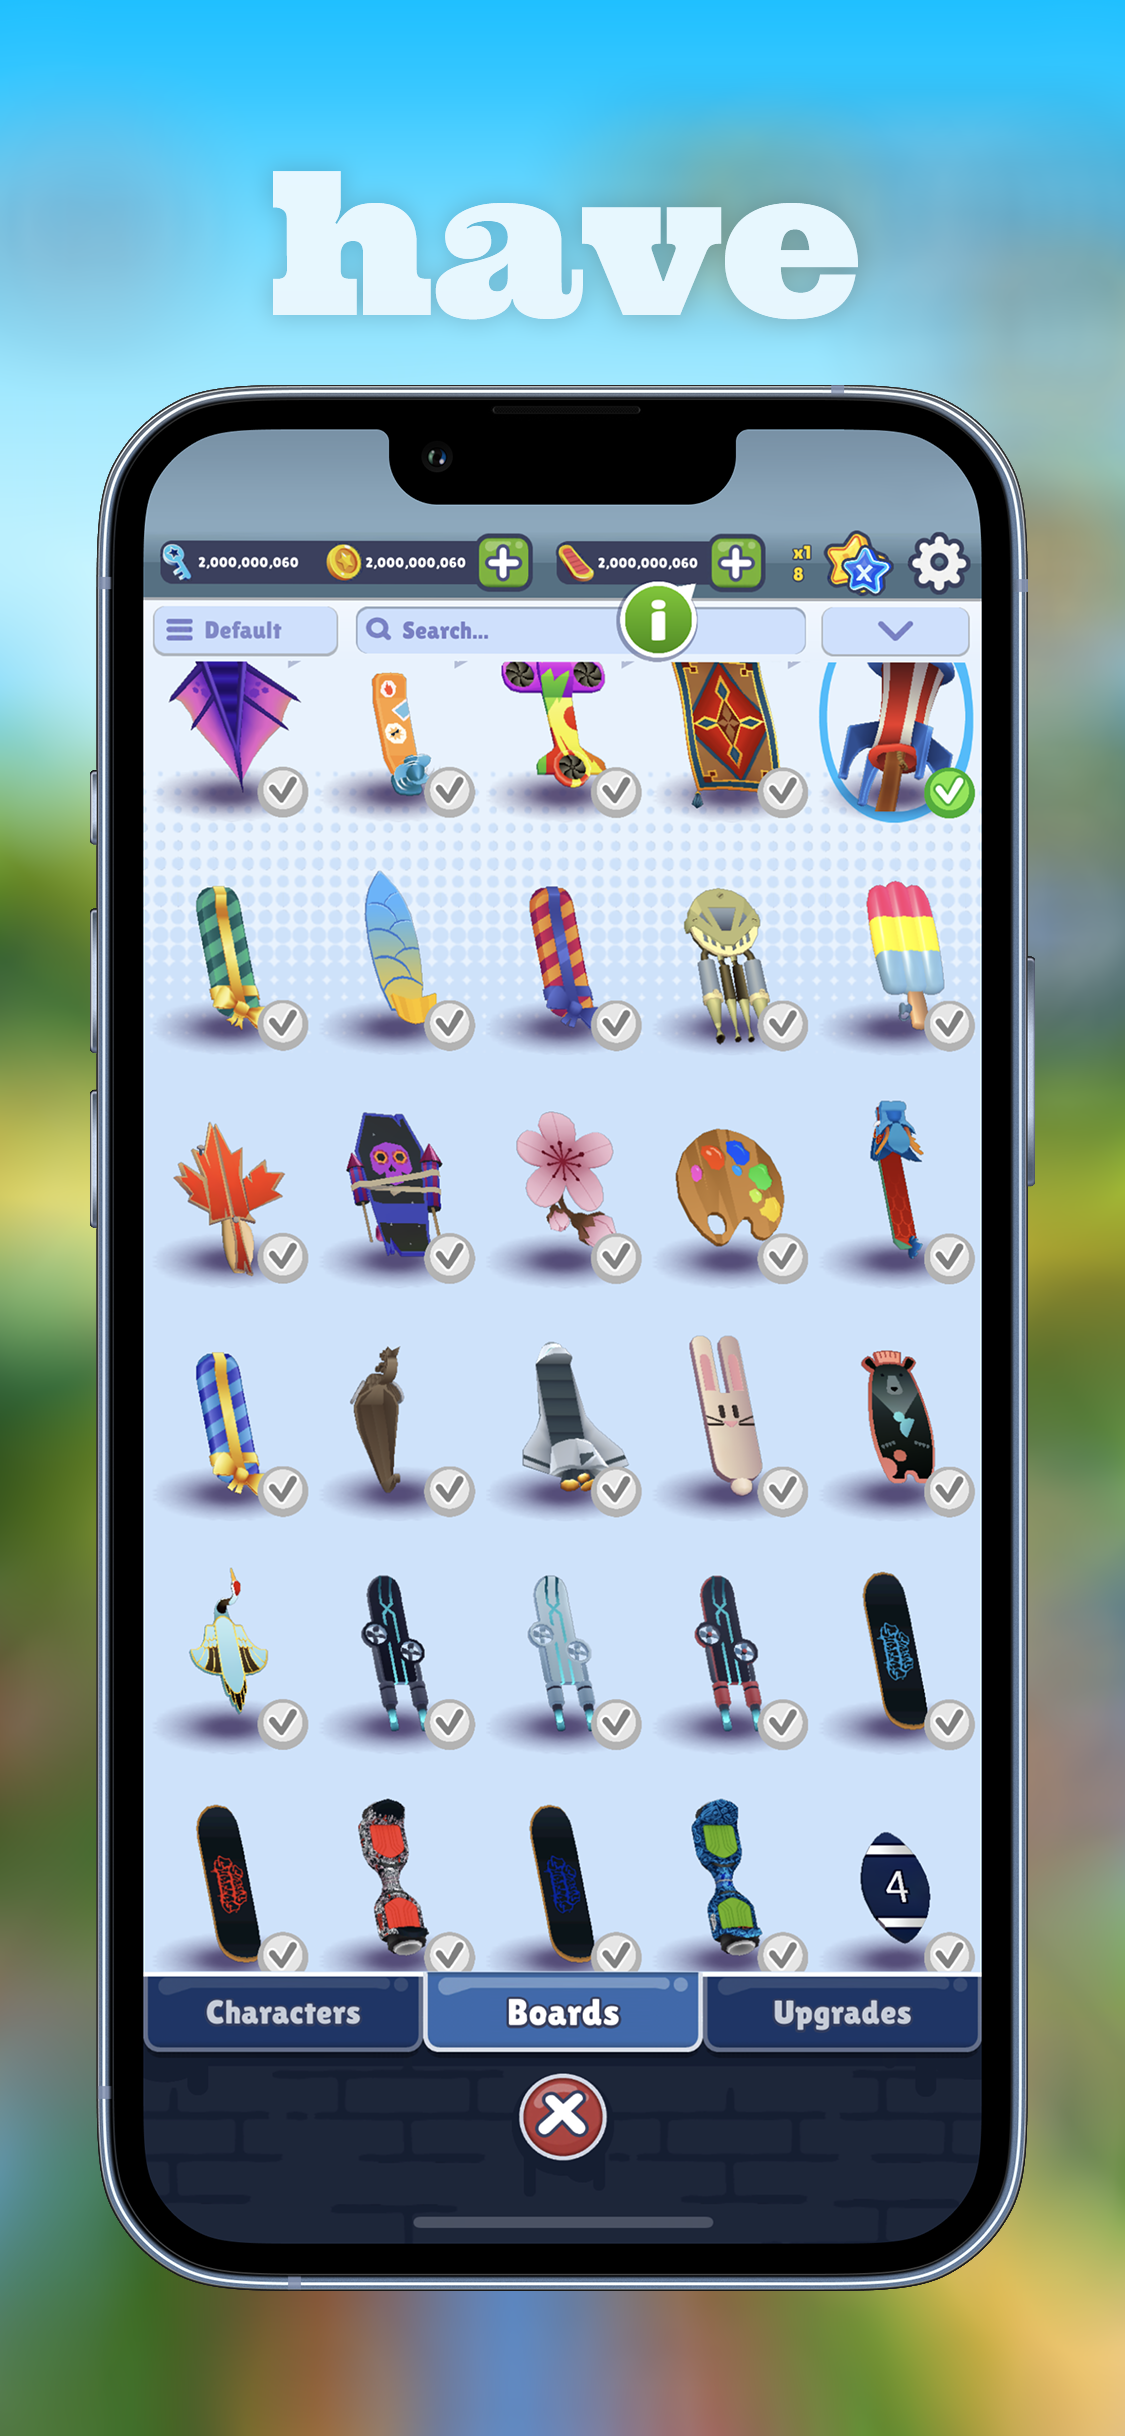 have
2,000,000,060
2,000,000,060
2,000,000,060
x1
8
x
i
Default
Search...
4
Characters
Boards
Upgrades